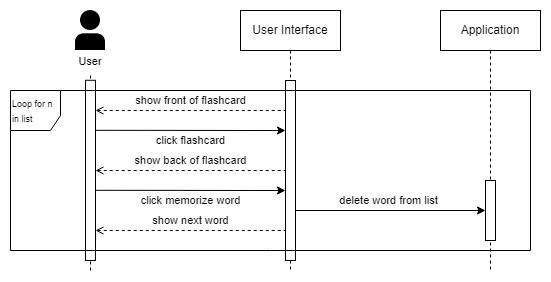 User Interface
Application
User
Loop for n
in list
show front of flashcard
click flashcard
show back of flashcard
click memorize word
delete word from list
show next word